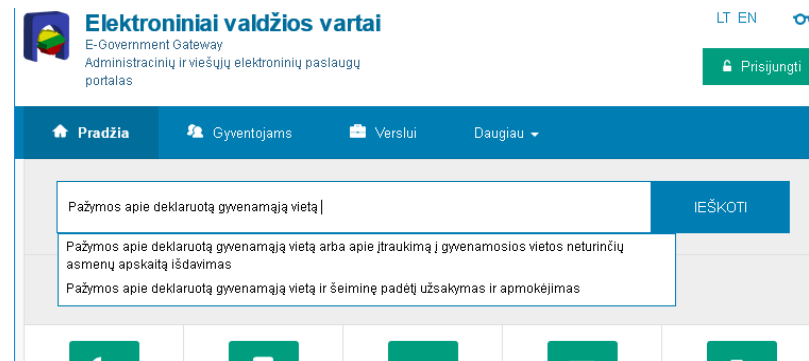 Elektroniniai valdžios vartai
E-Government Gateway
Administracinių ir viešųjų elektroninių paslaugų
portalas
LT EN
Prisijungti
Pradžia
Gyventojams
Verslui
Daugiau
Pažymos apie deklaruotą gyvenamąją vietą
IEŠKOTI
Pažymos apie deklaruotą gyvenamąją vietą arba apie įtraukimą į gyvenamosios vietos neturinčių
asmenų apskaitą išdavimas
Pažymos apie deklaruotą gyvenamąją vietą ir šeiminę padėtį užsakymas ir apmokėjimas